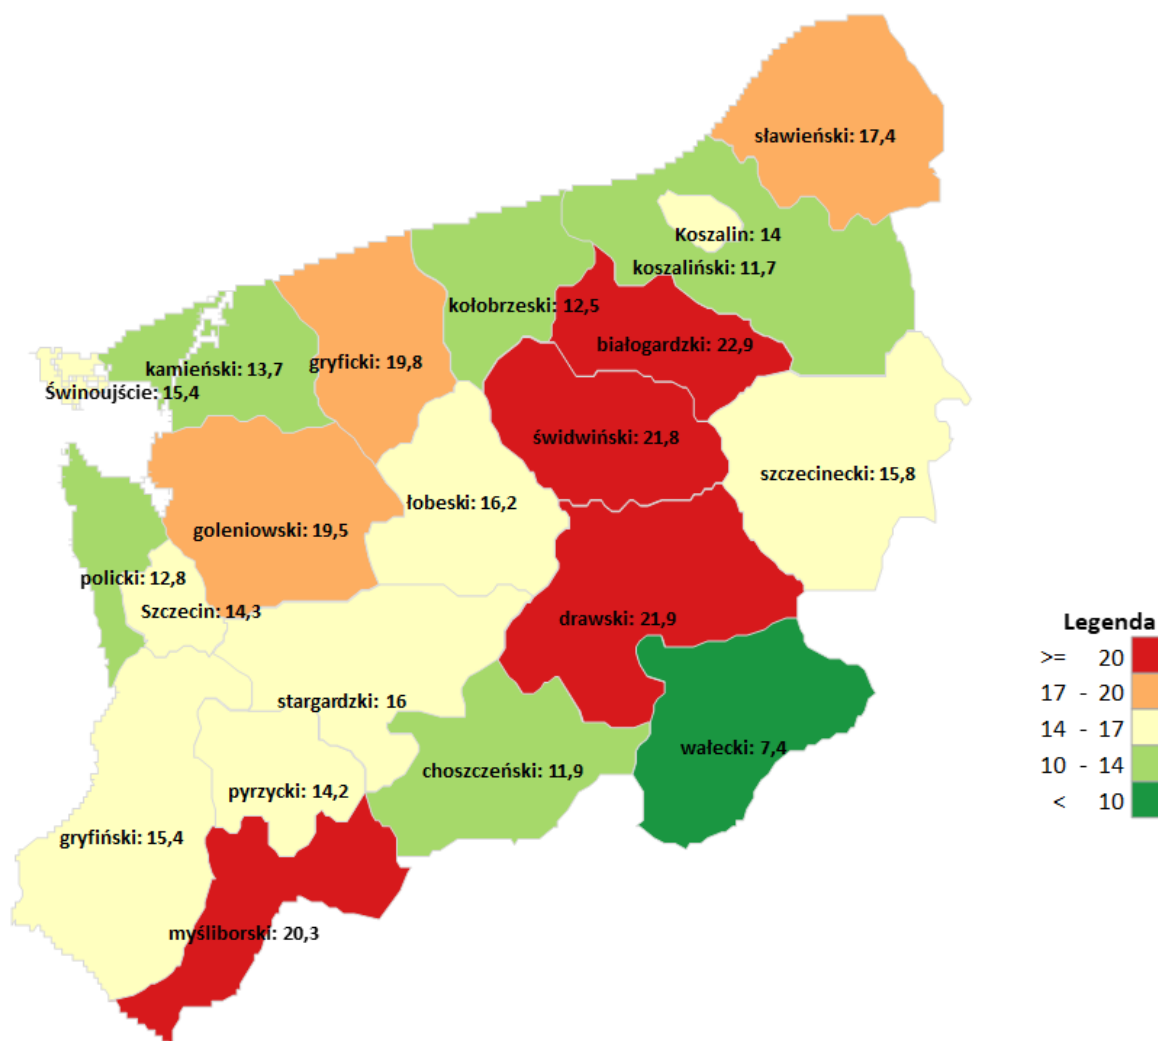 sławieński: 17,4
Koszalin: 14
koszaliński: 11,7
kołobrzeski: 12,5
białogardzki: 22,9
gryficki: 19,8
kamieński: 13,7
Świnoujście: 15,4
świdwiński: 21,8
szczecinecki: 15,8
łobeski: 16,2
goleniowski: 19,5
policki: 12,8
Szczecin: 14,3
drawski: 21,9
Legenda
>= 20
17 - 20
14 - 17
10 - 14
< 10
stargardzki: 16
wałecki: 7,4
choszczeński: 11,9
pyrzycki: 14,2
gryfiński: 15,4
myśliborski: 20,3